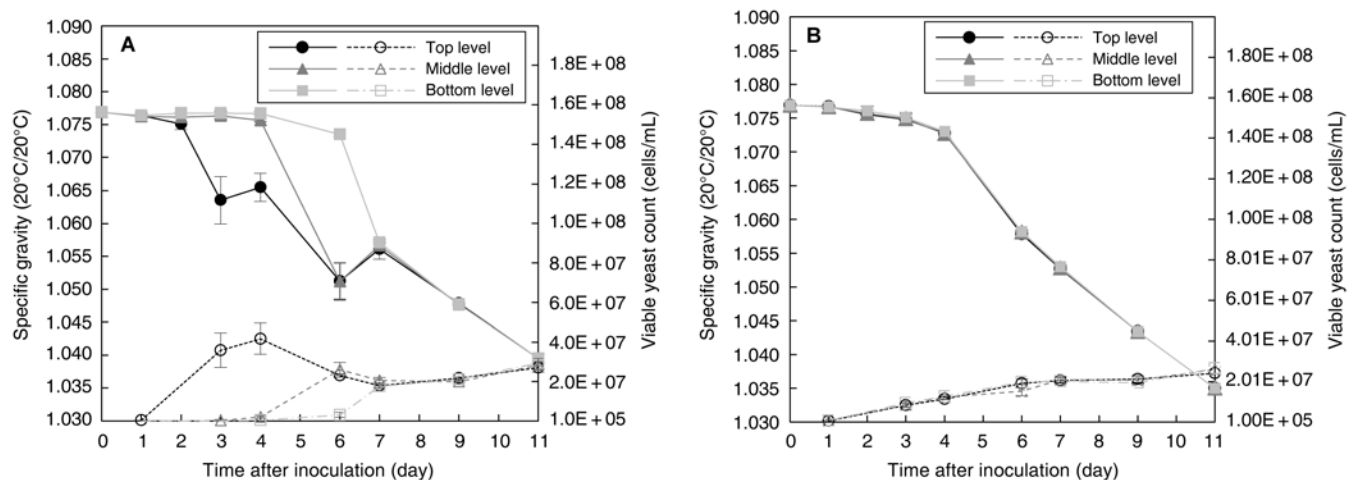 A
Top level
Middle level
Bottom level
Specific gravity (20°C/20°C)
1.090
1.085
1.080
1.075
1.070
1.065
1.060
1.055
1.050
1.045
1.040
1.035
1.030
1.8E + 08
1.6E + 08
1.4E + 08
1.2E + 08
1.0E + 08
8.0E + 07
6.0E + 07
4.0E + 07
2.0E + 07
1.0E + 05
Viable yeast count (cells/mL)
0 1 2 3 4 5 6 7 8 9 10 11
Time after inoculation (day)
B
Top level
Middle level
Bottom level
Specific gravity (20°C/20°C)
1.090
1.085
1.080
1.075
1.070
1.065
1.060
1.055
1.050
1.045
1.040
1.035
1.030
1.80E + 08
1.60E + 08
1.40E + 08
1.20E + 08
1.00E + 08
8.01E + 07
6.01E + 07
4.01E + 07
2.01E + 07
1.00E + 05
Viable yeast count (cells/mL)
0 1 2 3 4 5 6 7 8 9 10 11
Time after inoculation (day)